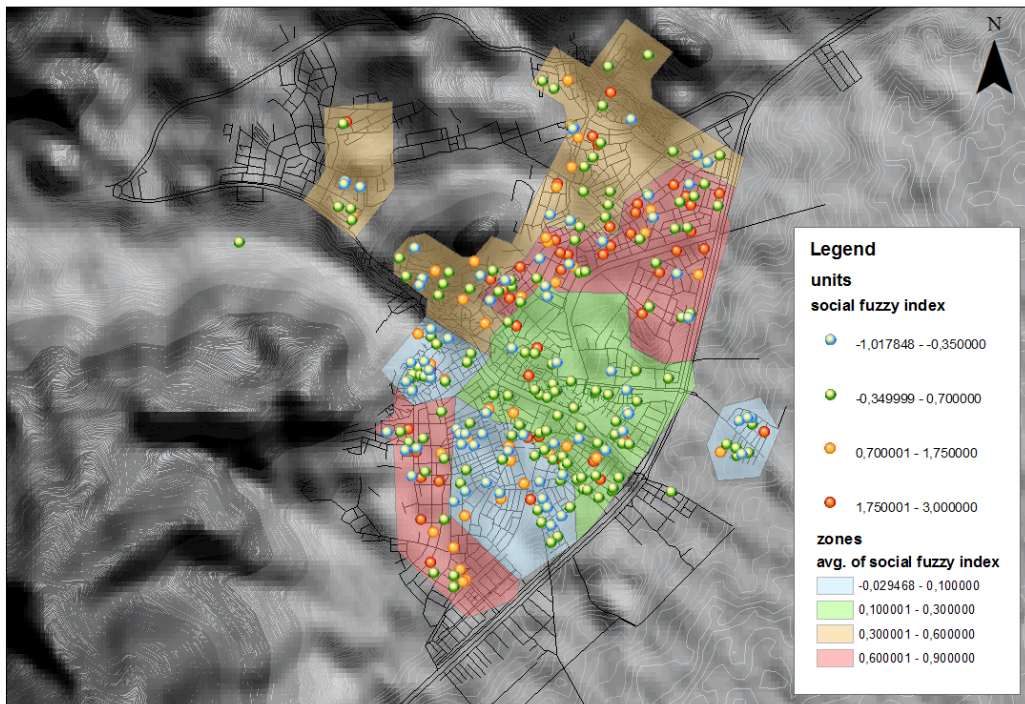 N
Legend
units
social fuzzy index
-1,017848 - -0,350000
-0,349999 - 0,700000
0,700001 - 1,750000
1,750001 - 3,000000
zones
avg. of social fuzzy index
-0,029468 - 0,100000
0,100001 - 0,300000
0,300001 - 0,600000
0,600001 - 0,900000